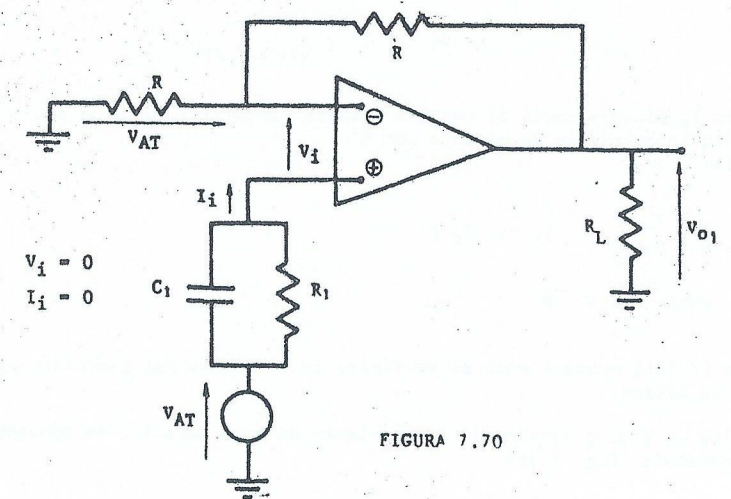 R
R
V_AT
V_i
⊖
⊕
I_i
V_i = 0
I_i = 0
C_1
R_1
R_L
V_o1
V_AT
FIGURA 7.70